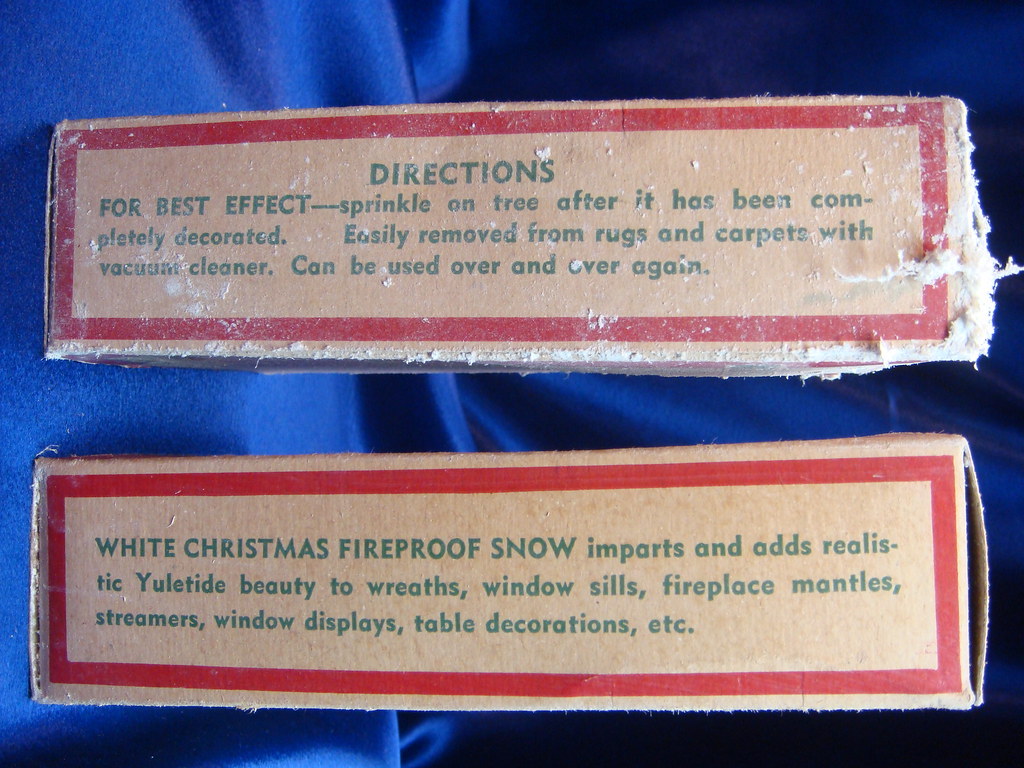 DIRECTIONS
FOR BEST EFFECT—sprinkle on tree after it has been com-
pletely decorated. Easily removed from rugs and carpets with
vacuum cleaner. Can be used over and over again.
WHITE CHRISTMAS FIREPROOF SNOW imparts and adds realis-
tic Yuletide beauty to wreaths, window sills, fireplace mantles,
streamers, window displays, table decorations, etc.